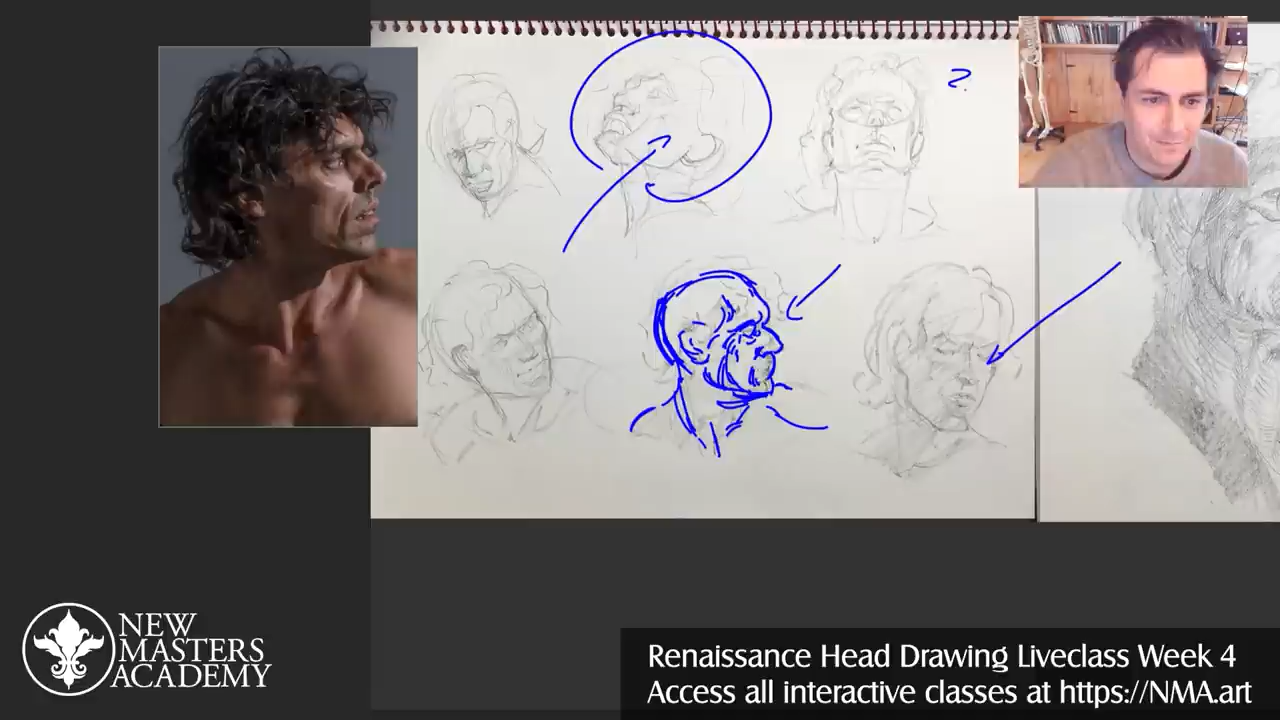 ?
NEW
MASTERS
ACADEMY
Renaissance Head Drawing Liveclass Week 4
Access all interactive classes at https://NMA.art